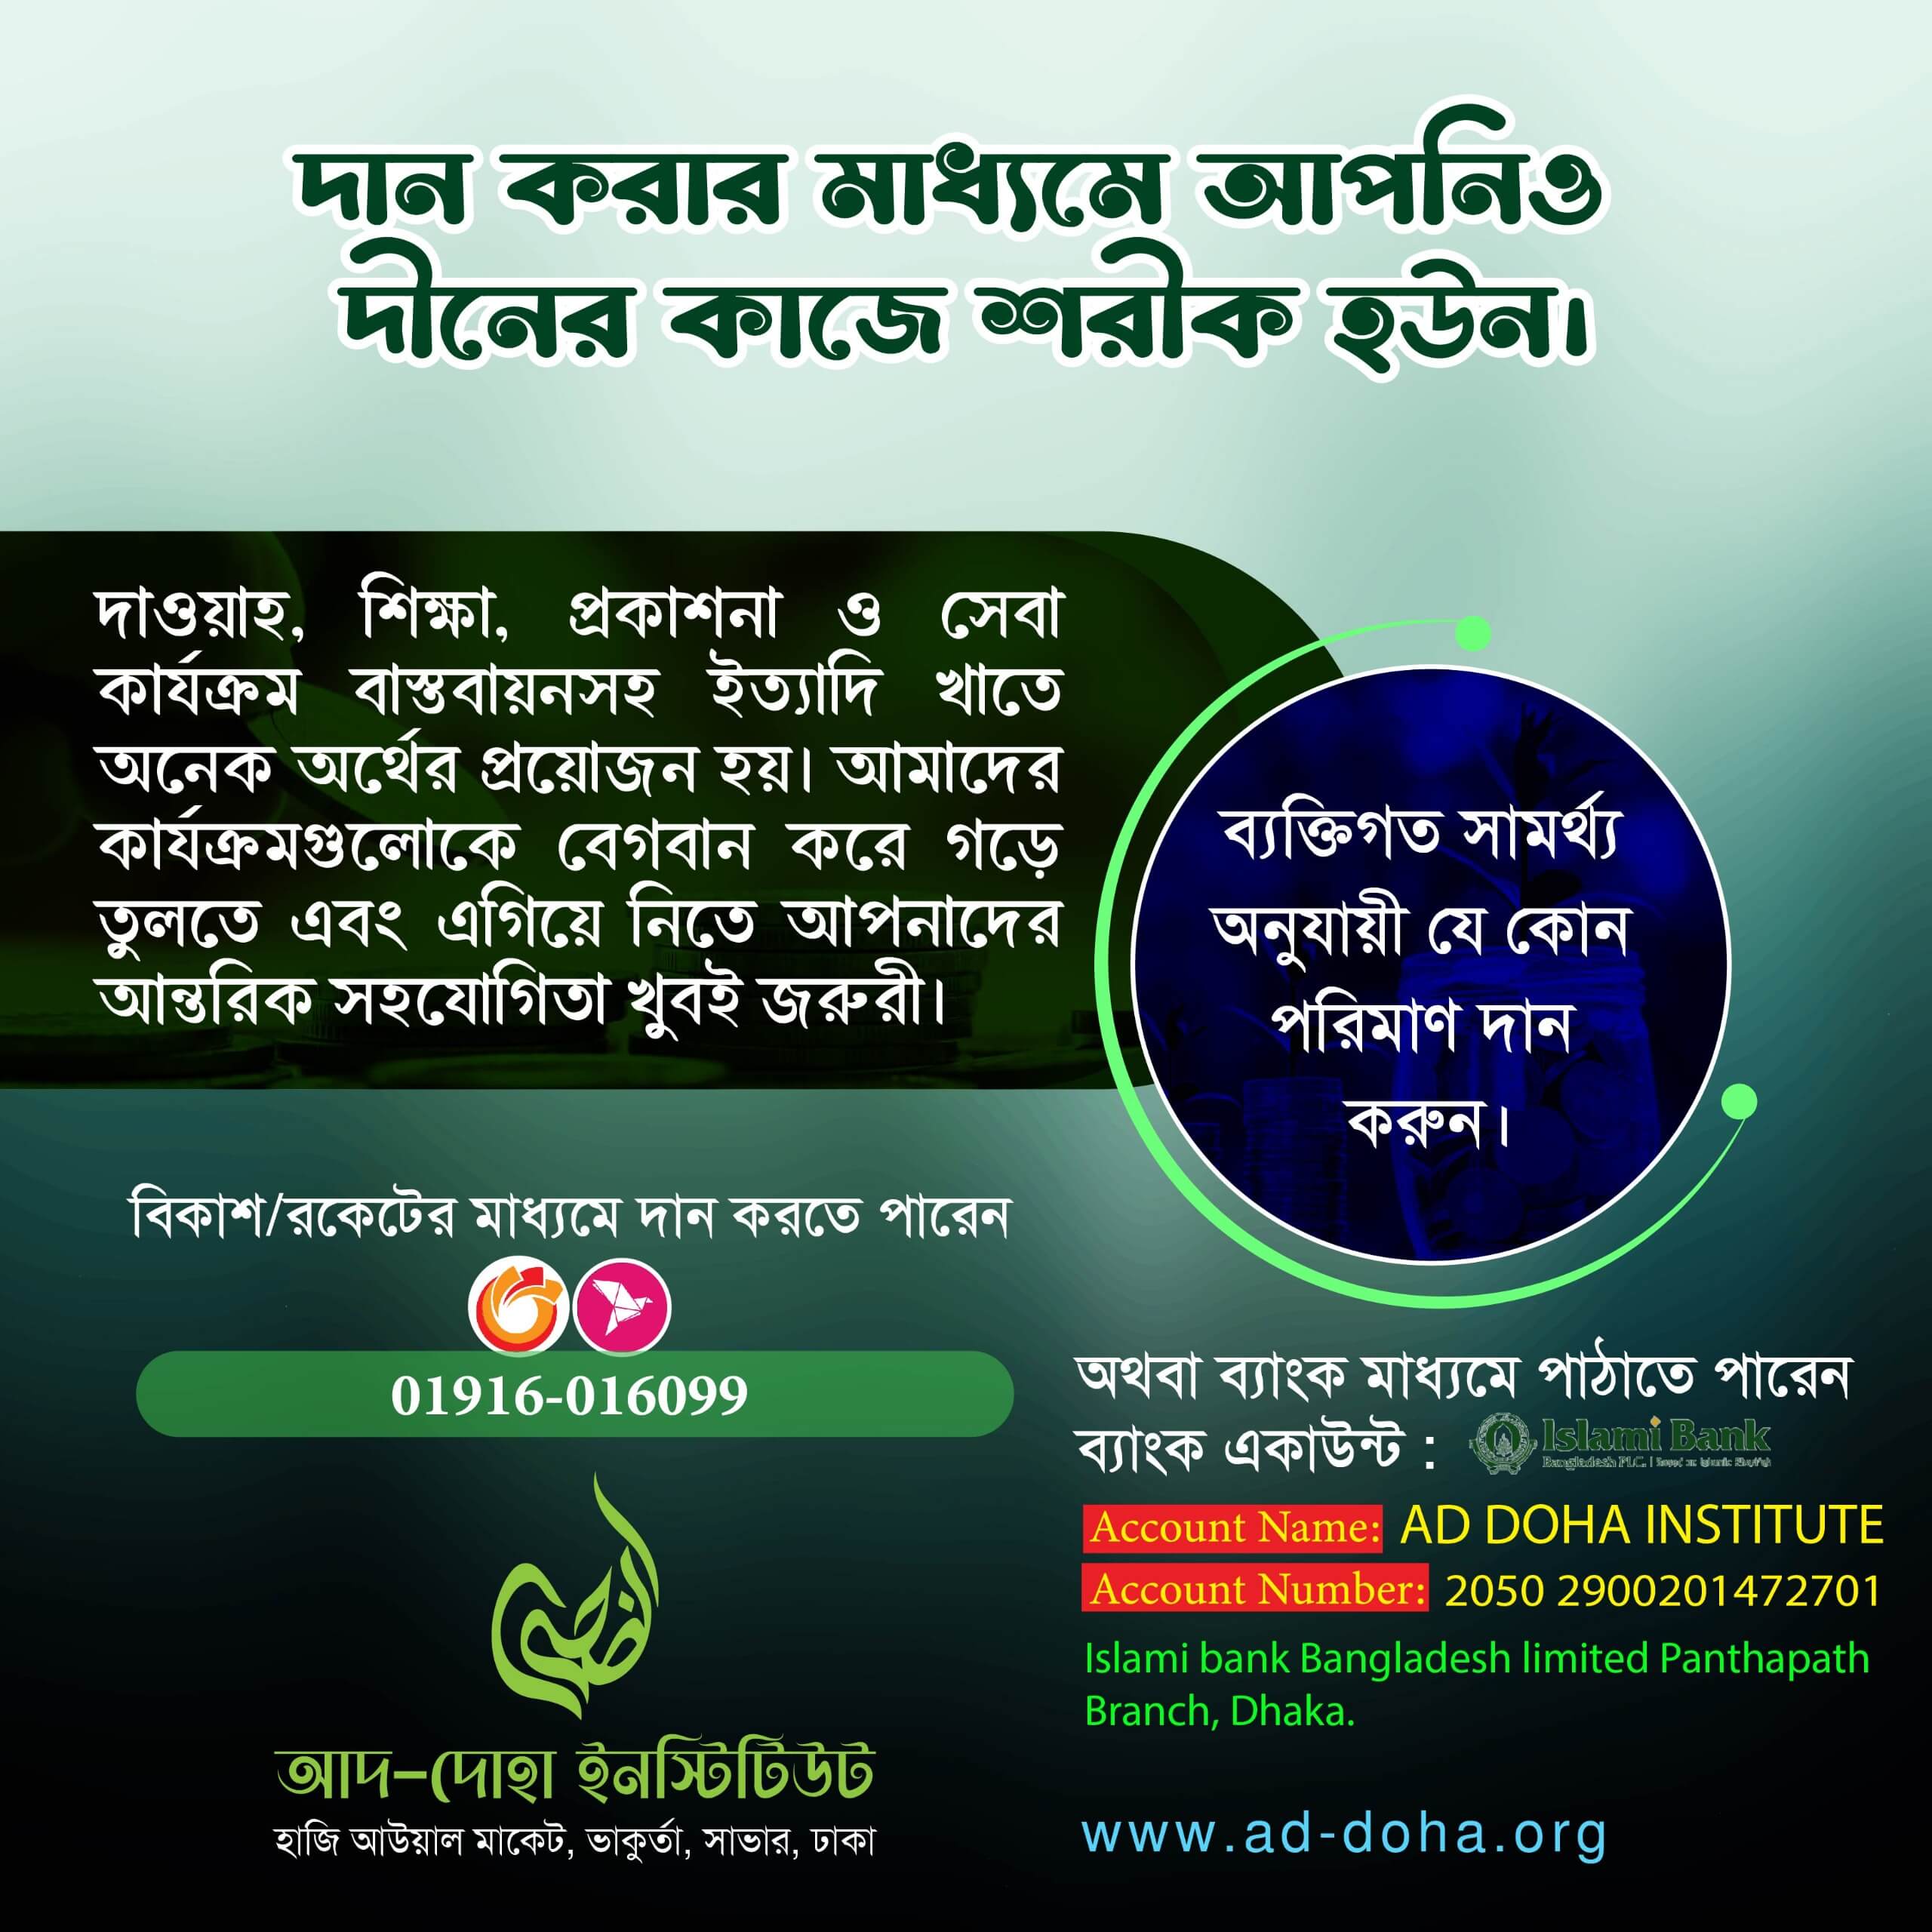 দান করার মাধ্যমে আপনিও
দীনের কাজে শরীক হউন।
দাওয়াহ, শিক্ষা, প্রকাশনা ও সেবা
কার্যক্রম বাস্তবায়নসহ ইত্যাদি খাতে
অনেক অর্থের প্রয়োজন হয়। আমাদের
কার্যক্রমগুলোকে বেগবান করে গড়ে
তুলতে এবং এগিয়ে নিতে আপনাদের
আন্তরিক সহযোগিতা খুবই জরুরী।
ব্যক্তিগত সামর্থ্য
অনুযায়ী যে কোন
পরিমাণ দান
করুন।
বিকাশ/রকেটের মাধ্যমে দান করতে পারেন
01916-016099
অথবা ব্যাংক মাধ্যমে পাঠাতে পারেন
ব্যাংক একাউন্ট : Islami Bank
Bangladesh PLC.
Account Name: AD DOHA INSTITUTE
Account Number: 2050 2900201472701
Islami bank Bangladesh limited Panthapath
Branch, Dhaka.
আদ-দোহা ইনস্টিটিউট
হাজি আউয়াল মাকেট, ভাকুর্তা, সাভার, ঢাকা
www.ad-doha.org